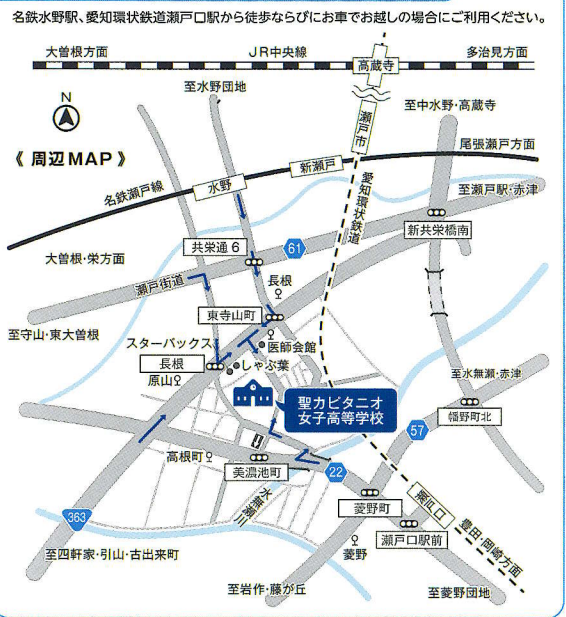 名鉄水野駅、愛知環状鉄道瀬戸口駅から徒歩ならびにお車でお越しの場合にご利用ください。
大曽根方面
JR中央線
高蔵寺
多治見方面
至水野団地
至中水野・高蔵寺
N
瀬戸市
尾張瀬戸方面
《 周辺MAP 》
新瀬戸
名鉄瀬戸線
水野
愛知環状鉄道
至瀬戸駅・赤津
新共栄橋南
共栄通6
61
大曽根・栄方面
長根
瀬戸街道
東寺山町
至守山・東大曽根
スターバックス
医師会館
長根
しゃぶ葉
原山
至水無瀬・赤津
聖カピタニオ
女子高等学校
幡野町北
57
高根町
美濃池町
22
水無瀬川
菱野町
瀬戸口
363
瀬戸口駅前
豊田・岡崎方面
至四軒家・引山・古出来町
菱野
至岩作・藤が丘
至菱野団地